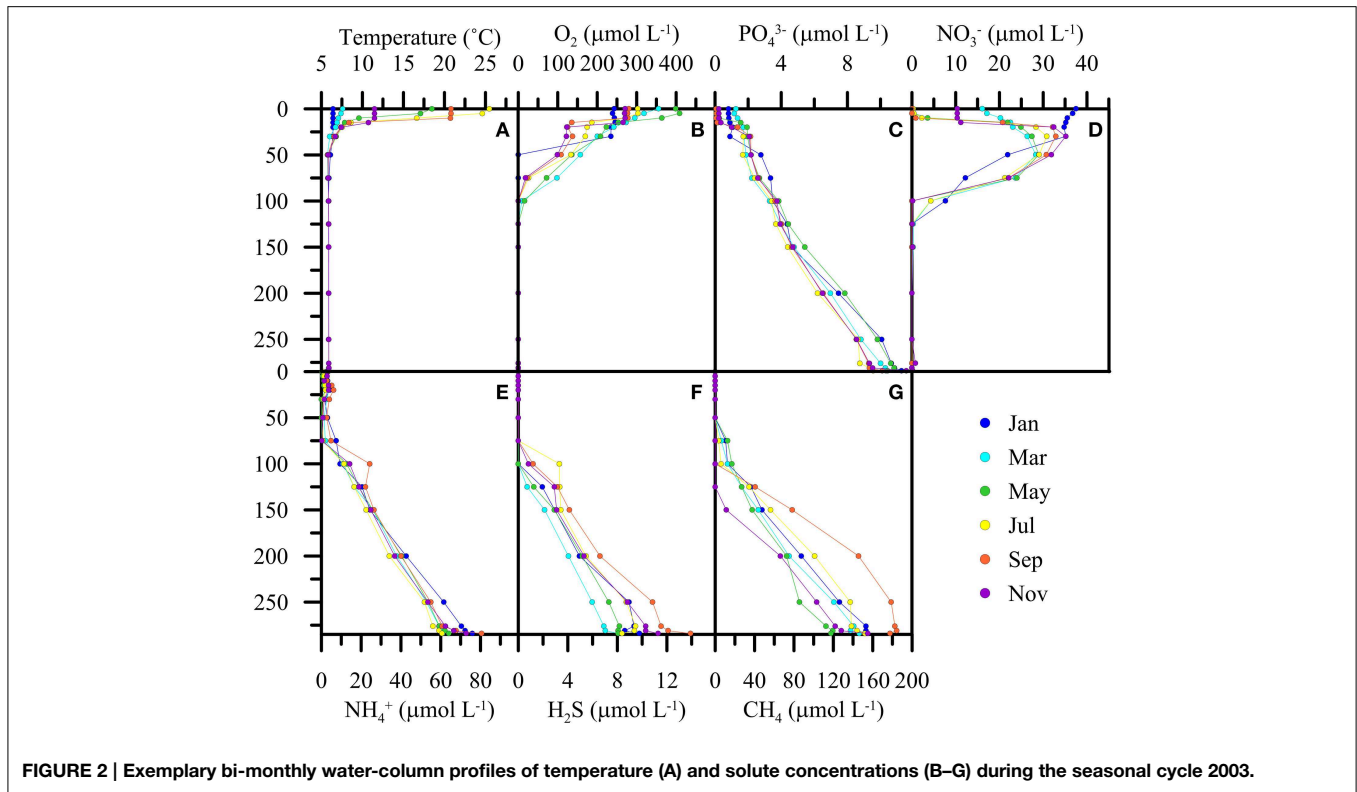 Temperature (˚C)
O₂ (µmol L⁻¹)
PO₄³⁻ (µmol L⁻¹)
NO₃⁻ (µmol L⁻¹)
5 10 15 20 25
0 100 200 300 400
0 4 8
0 10 20 30 40
0
50
100
150
200
250
A
B
C
D
0
50
100
150
200
250
E
F
G
Jan
Mar
May
Jul
Sep
Nov
0 20 40 60 80
0 4 8 12
0 40 80 120 160 200
NH₄⁺ (µmol L⁻¹)
H₂S (µmol L⁻¹)
CH₄ (µmol L⁻¹)
FIGURE 2 | Exemplary bi-monthly water-column profiles of temperature (A) and solute concentrations (B–G) during the seasonal cycle 2003.